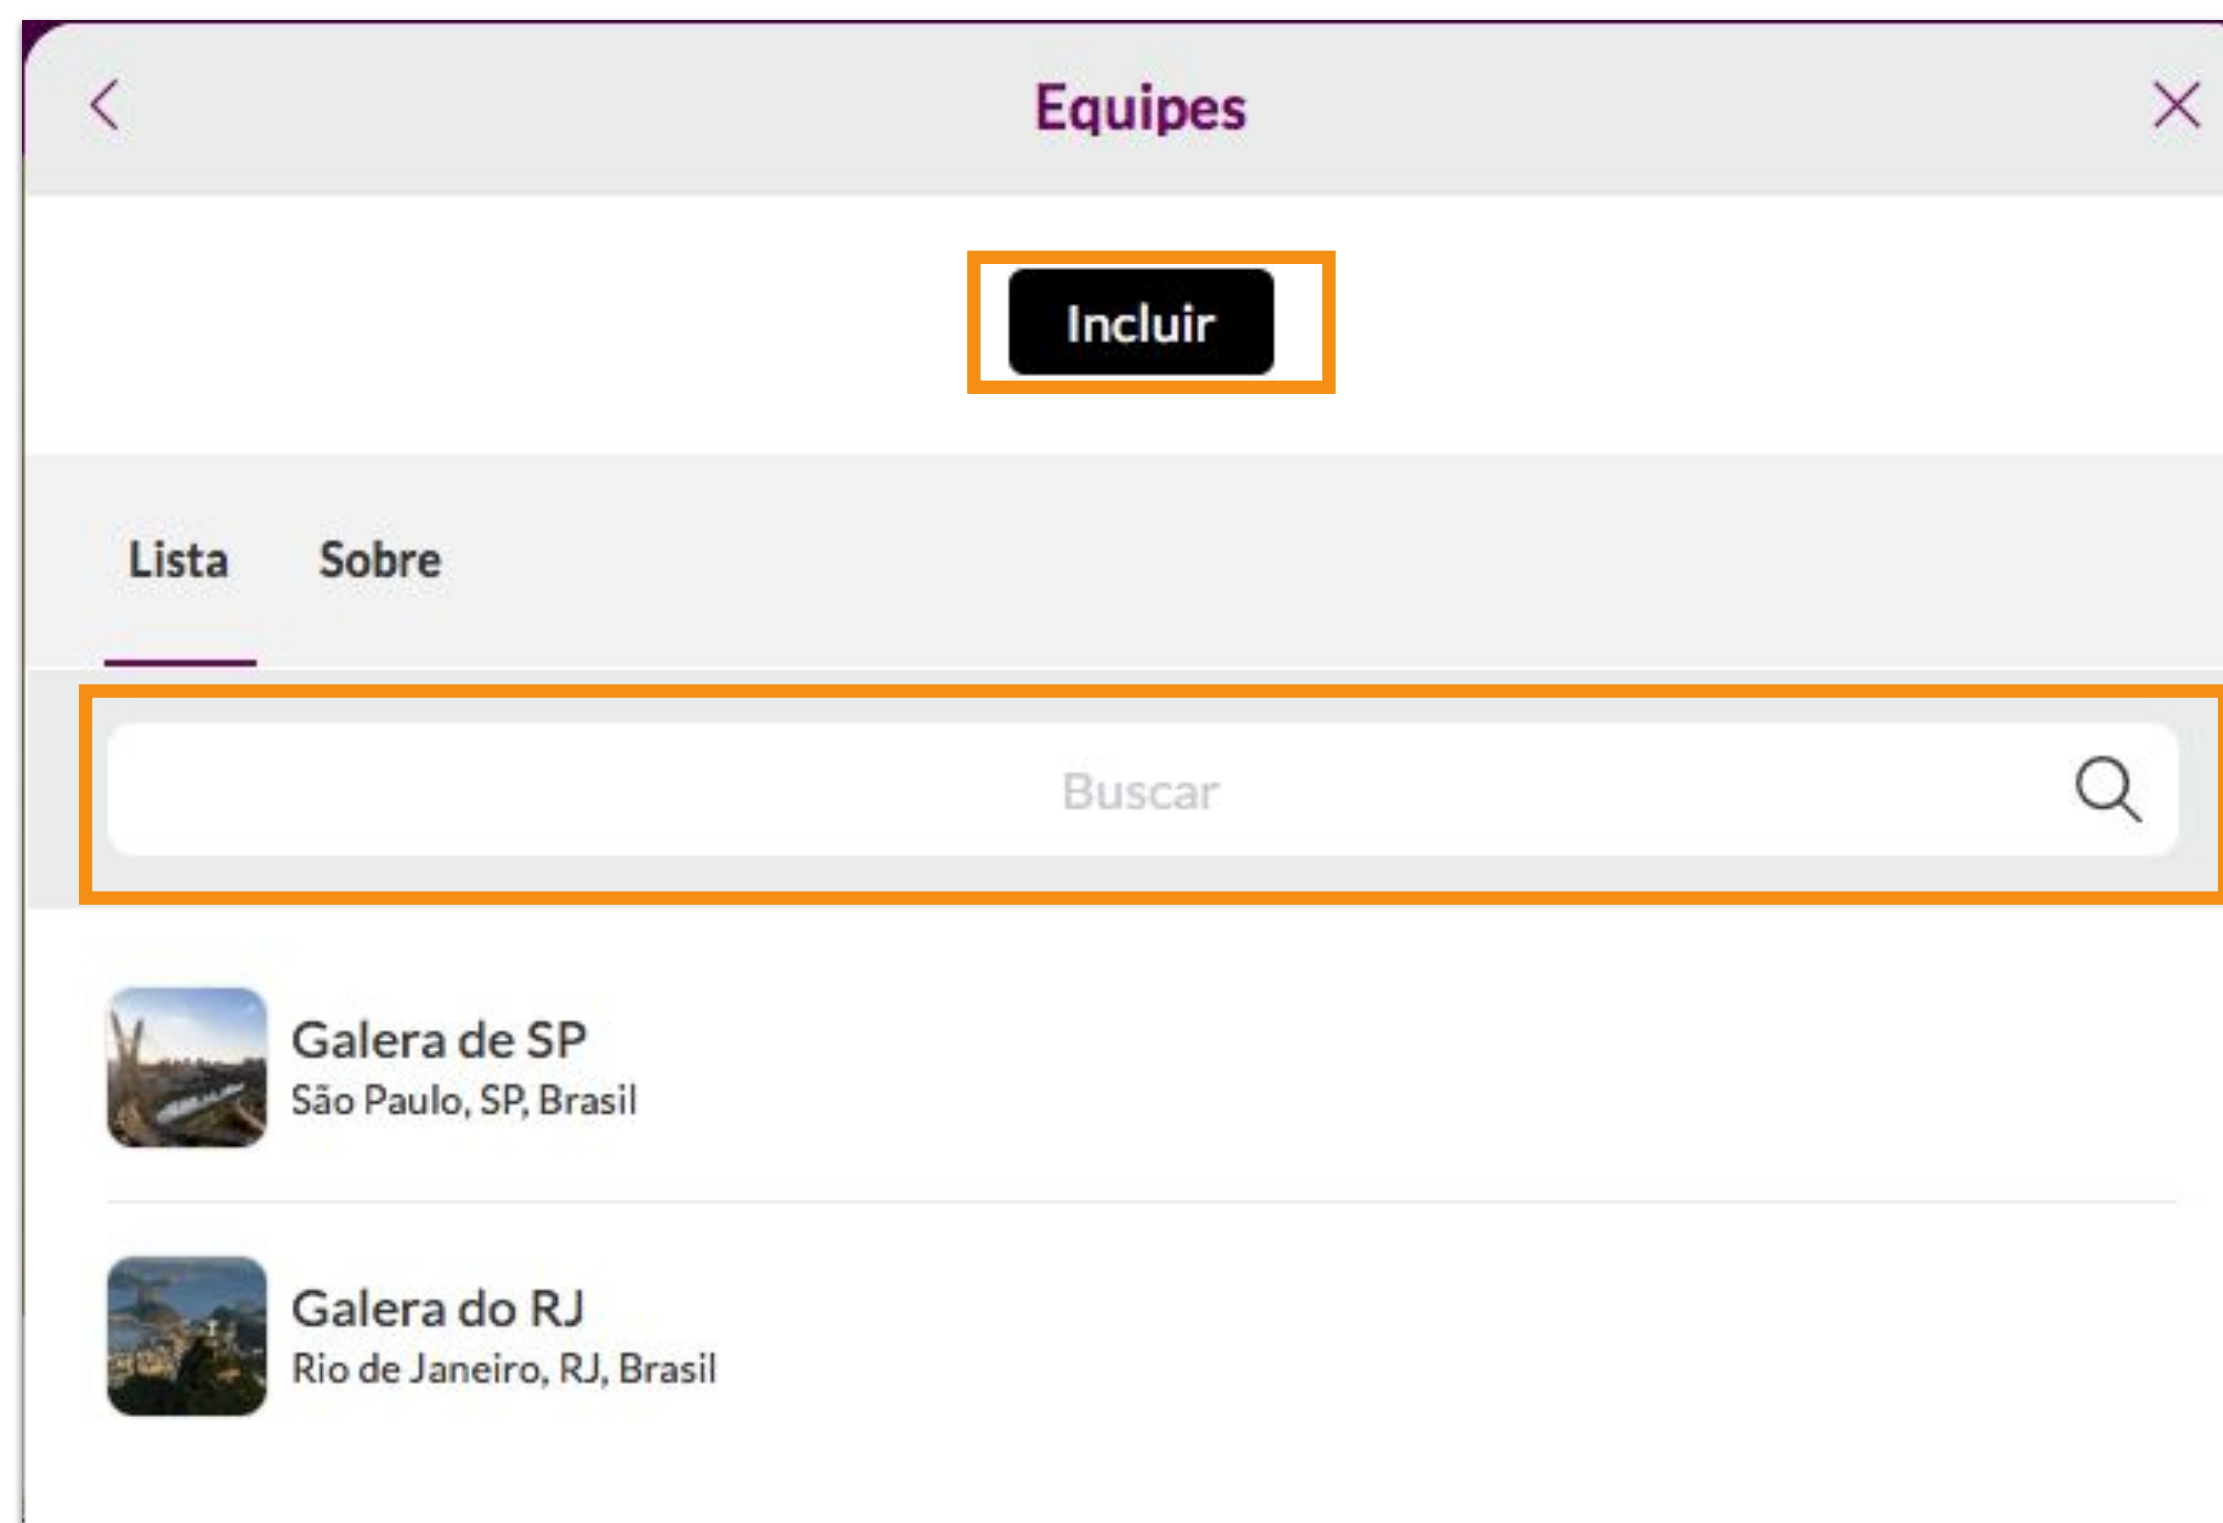 Equipes
Incluir
Lista
Sobre
Buscar
Galera de SP
São Paulo, SP, Brasil
Galera do RJ
Rio de Janeiro, RJ, Brasil